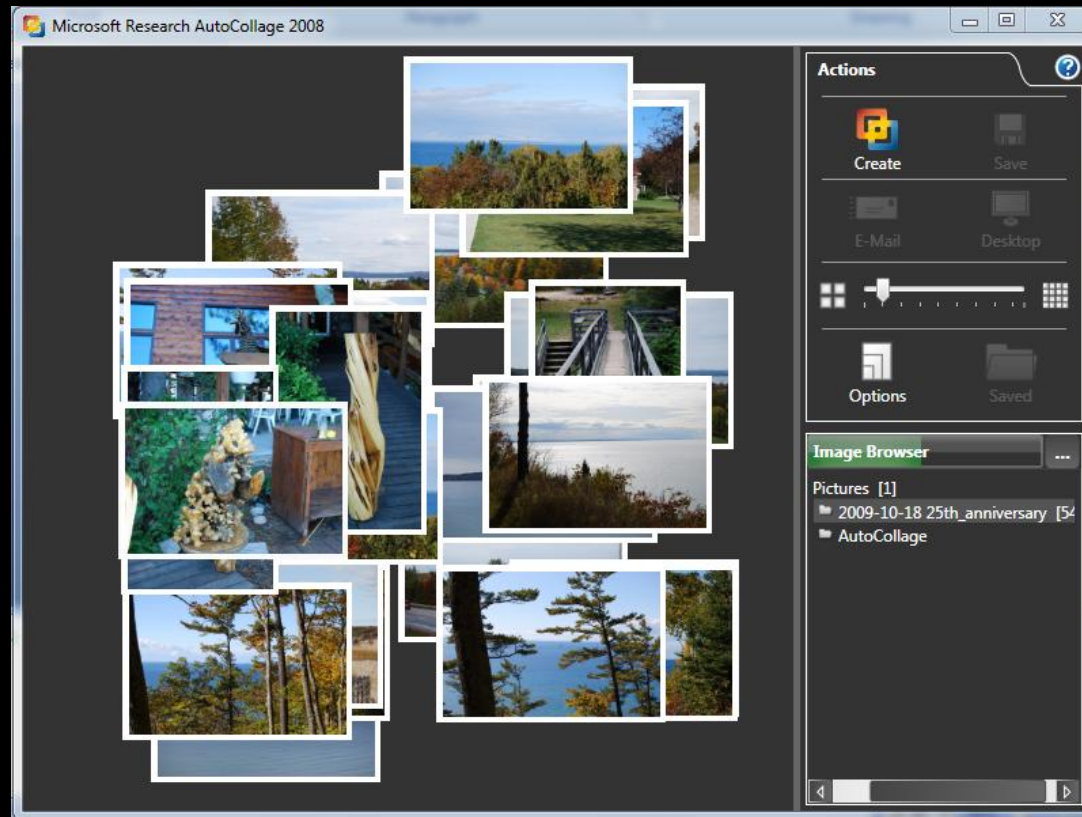 Microsoft Research AutoCollage 2008
Actions
Create
Save
E-Mail
Desktop
Options
Saved
Image Browser
...
Pictures [1]
2009-10-18 25th_anniversary [54
AutoCollage